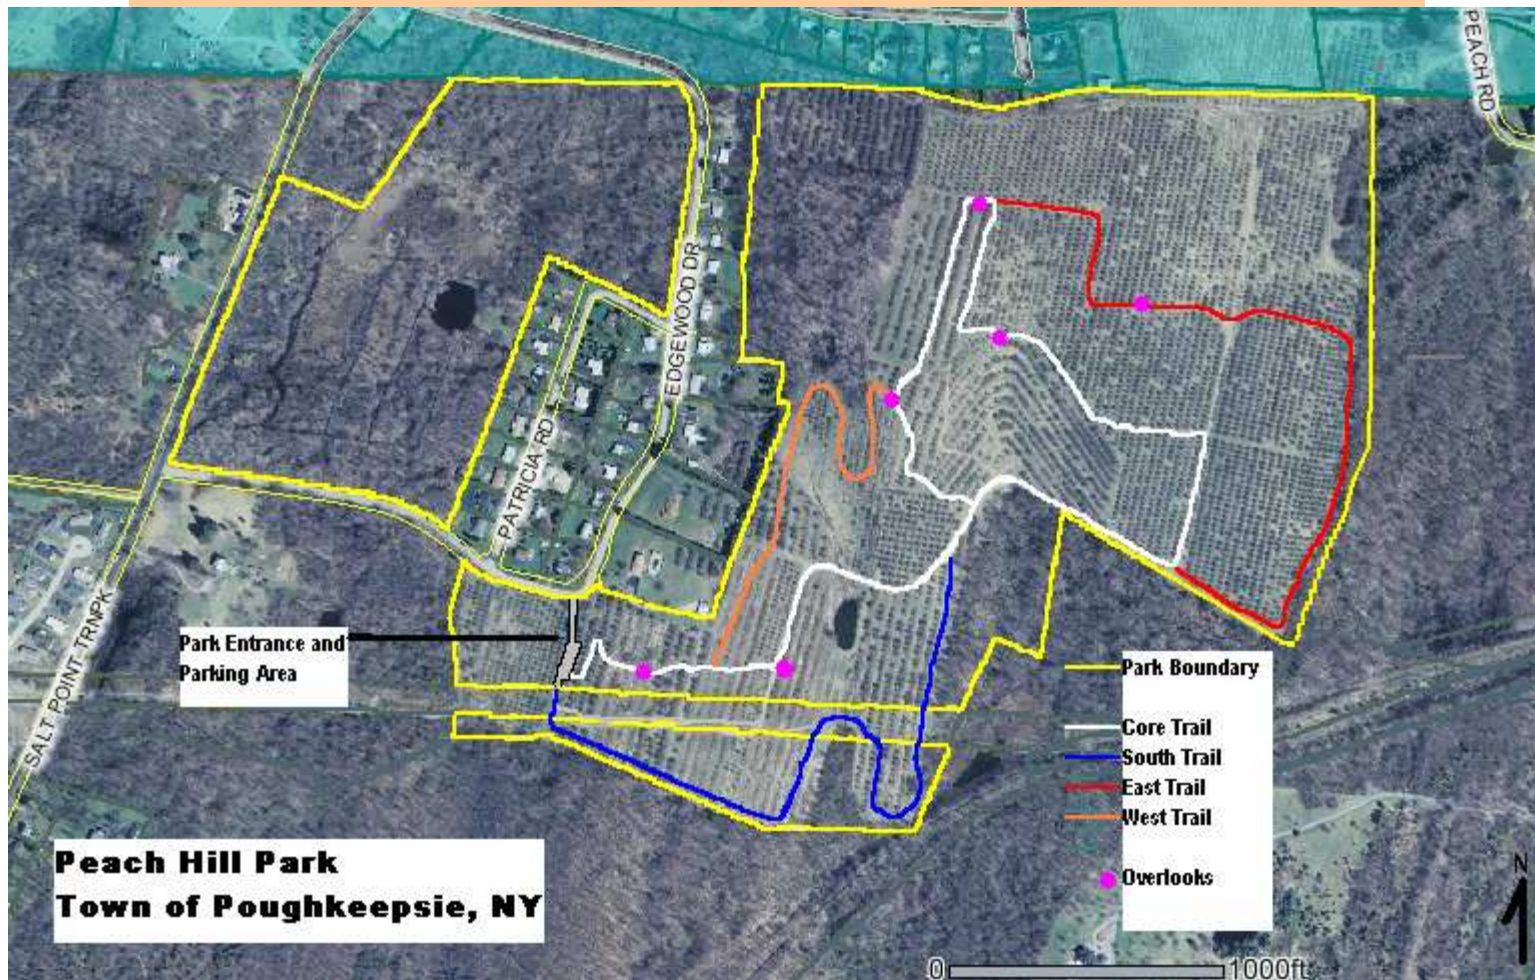 PEACH RD
EDGEWOOD DR
PATRICIA RD
SALT POINT TRNPK
Park Entrance and
Parking Area
Park Boundary
Core Trail
South Trail
East Trail
West Trail
Overlooks
Peach Hill Park
Town of Poughkeepsie, NY
N
0 1000ft.